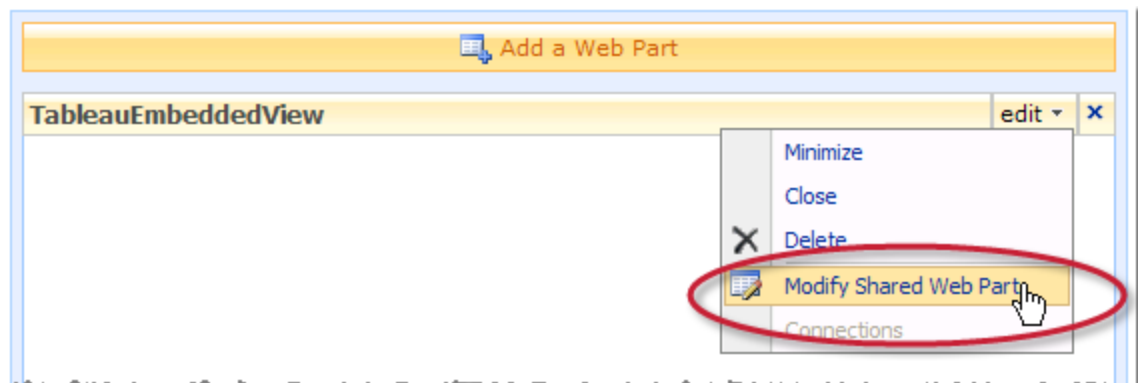 Add a Web Part
TableauEmbeddedView
edit
Minimize
Close
Delete
Modify Shared Web Part
Connections